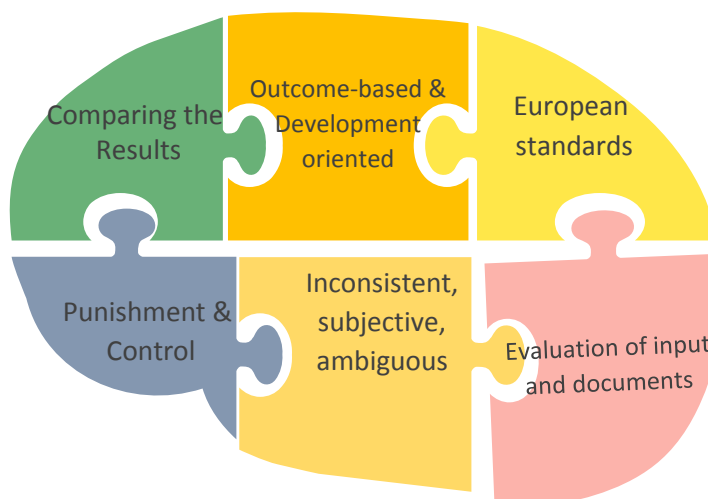 Comparing the
Results
Outcome-based &
Development
oriented
European
standards
Punishment &
Control
Inconsistent,
subjective,
ambiguous
Evaluation of input
and documents